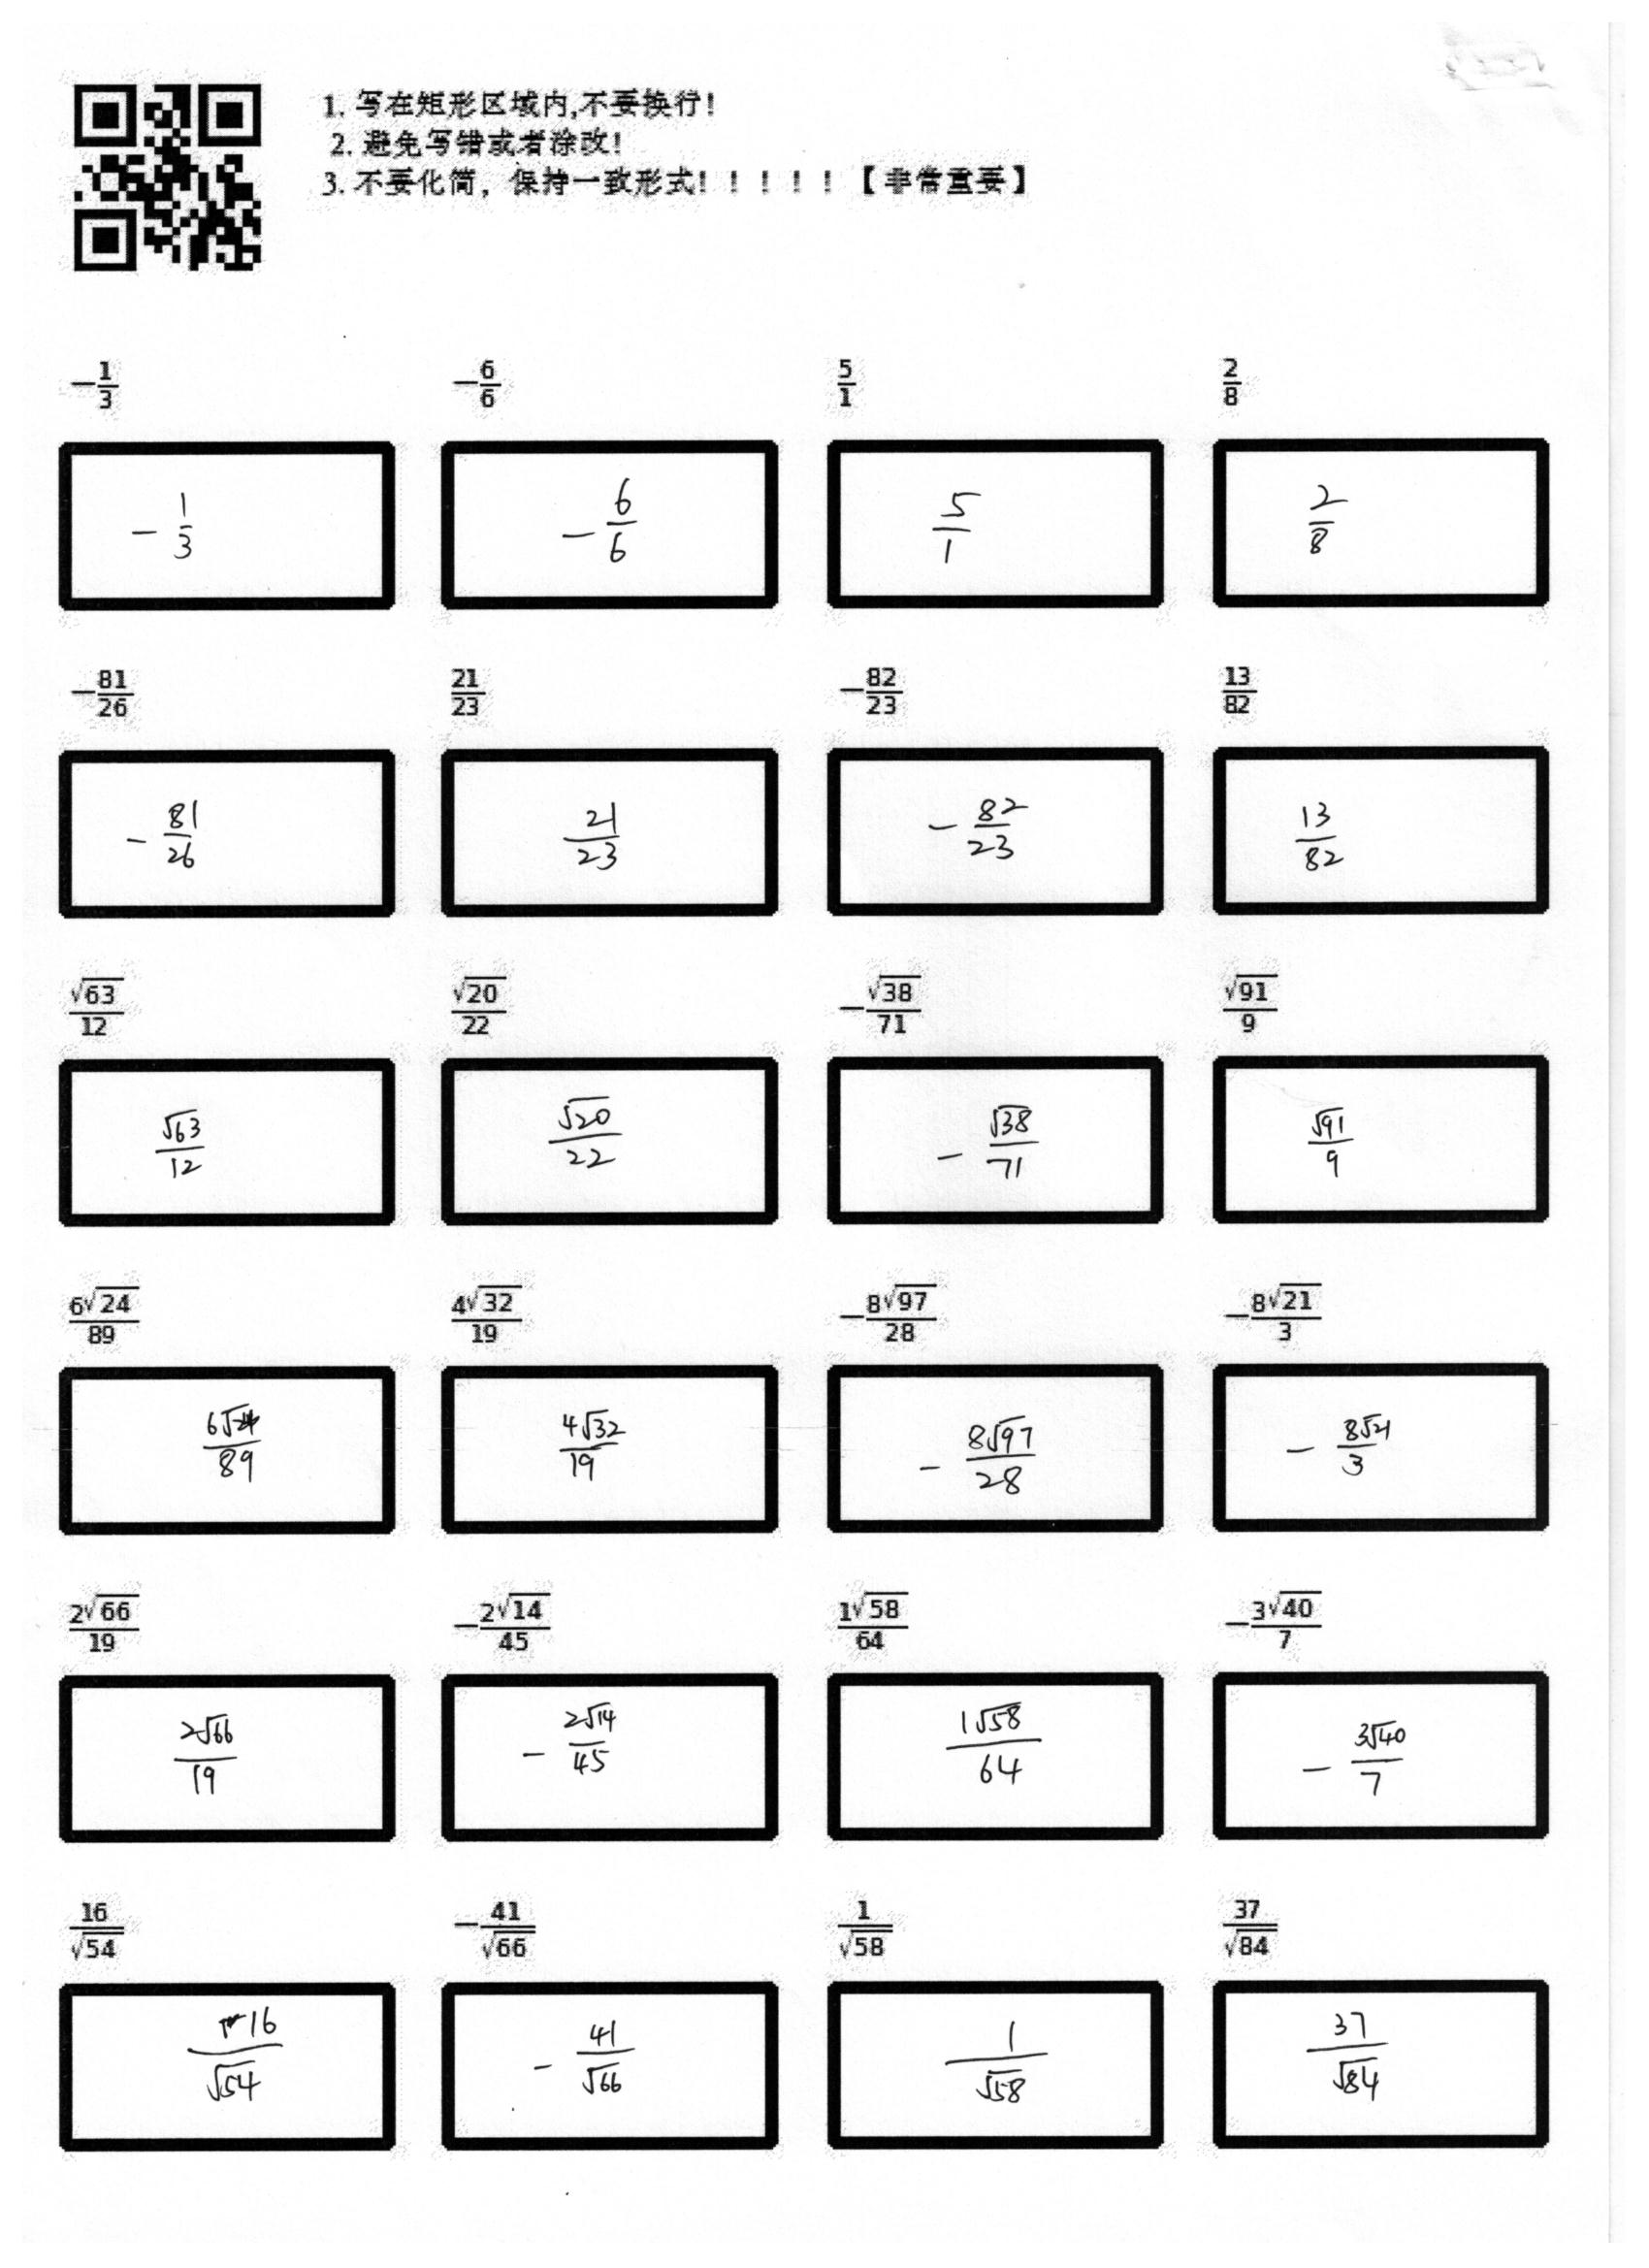 1. 写在矩形区域内,不要换行!
2. 避免写错或者涂改!
3. 不要化简，保持一致形式！！！！！【非常重要】
-\frac{1}{3} -\frac{6}{6} \frac{5}{1} \frac{2}{8}
-\frac{1}{3} -\frac{6}{6} \frac{5}{1} \frac{2}{8}
-\frac{81}{26} \frac{21}{23} -\frac{82}{23} \frac{13}{82}
-\frac{81}{26} \frac{21}{23} -\frac{82}{23} \frac{13}{82}
\frac{\sqrt{63}}{12} \frac{\sqrt{20}}{22} -\frac{\sqrt{38}}{71} \frac{\sqrt{91}}{9}
\frac{\sqrt{63}}{12} \frac{\sqrt{20}}{22} -\frac{\sqrt{38}}{71} \frac{\sqrt{91}}{9}
\frac{6\sqrt{24}}{89} \frac{4\sqrt{32}}{19} -\frac{8\sqrt{97}}{28} -\frac{8\sqrt{21}}{3}
\frac{6\sqrt{24}}{89} \frac{4\sqrt{32}}{19} -\frac{8\sqrt{97}}{28} -\frac{8\sqrt{21}}{3}
\frac{2\sqrt{66}}{19} -\frac{2\sqrt{14}}{45} \frac{1\sqrt{58}}{64} -\frac{3\sqrt{40}}{7}
\frac{2\sqrt{66}}{19} -\frac{2\sqrt{14}}{45} \frac{1\sqrt{58}}{64} -\frac{3\sqrt{40}}{7}
\frac{16}{\sqrt{54}} -\frac{41}{\sqrt{66}} \frac{1}{\sqrt{58}} \frac{37}{\sqrt{84}}
\frac{16}{\sqrt{54}} -\frac{41}{\sqrt{66}} \frac{1}{\sqrt{58}} \frac{37}{\sqrt{84}}